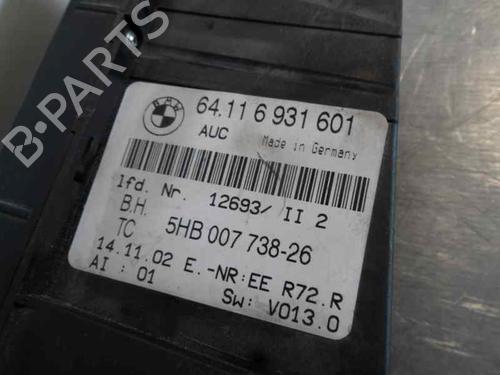 BMW
64.11 6 931 601
AUC Made in Germany
lfd. Nr. 12693/ II 2
B.H.
TC 5HB 007 738-26
14.11.02 E.-NR:EE R72.R
AI : 01 SW: V013.0